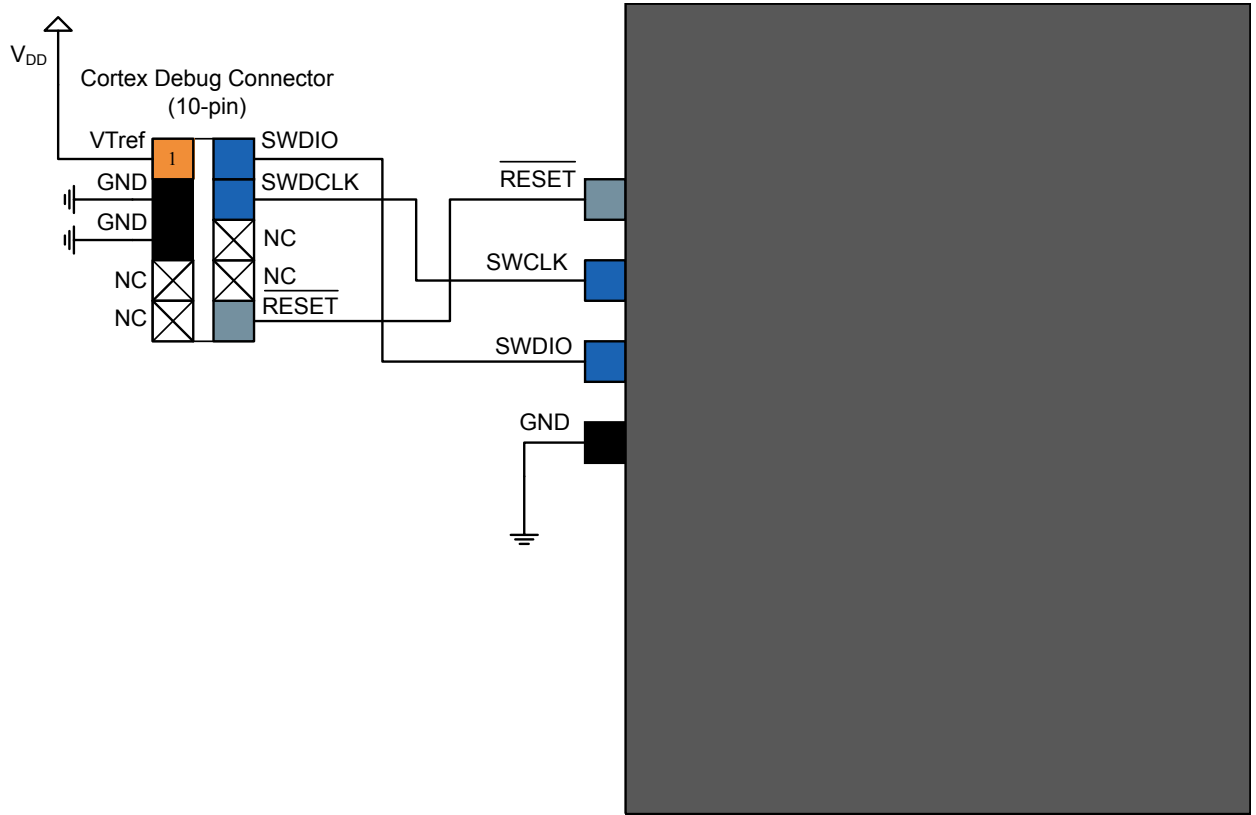 V_DD
Cortex Debug Connector
(10-pin)
VTref
1
SWDIO
GND
SWDCLK
GND
NC
NC
NC
NC
RESET
RESET
SWCLK
SWDIO
GND